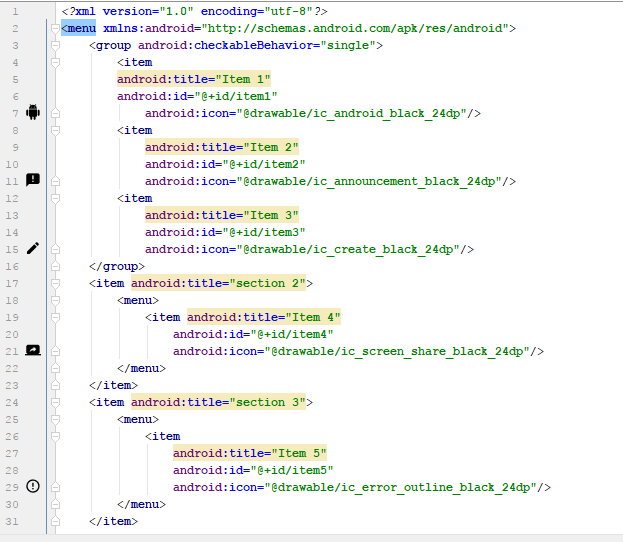 1 <?xml version="1.0" encoding="utf-8"?>
2 <menu xmlns:android="http://schemas.android.com/apk/res/android">
3 <group android:checkableBehavior="single">
4 <item
5 android:title="Item 1"
6 android:id="@+id/item1"
7 android:icon="@drawable/ic_android_black_24dp"/>
8 <item
9 android:title="Item 2"
10 android:id="@+id/item2"
11 android:icon="@drawable/ic_announcement_black_24dp"/>
12 <item
13 android:title="Item 3"
14 android:id="@+id/item3"
15 android:icon="@drawable/ic_create_black_24dp"/>
16 </group>
17 <item android:title="section 2">
18 <menu>
19 <item android:title="Item 4"
20 android:id="@+id/item4"
21 android:icon="@drawable/ic_screen_share_black_24dp"/>
22 </menu>
23 </item>
24 <item android:title="section 3">
25 <menu>
26 <item
27 android:title="Item 5"
28 android:id="@+id/item5"
29 android:icon="@drawable/ic_error_outline_black_24dp"/>
30 </menu>
31 </item>